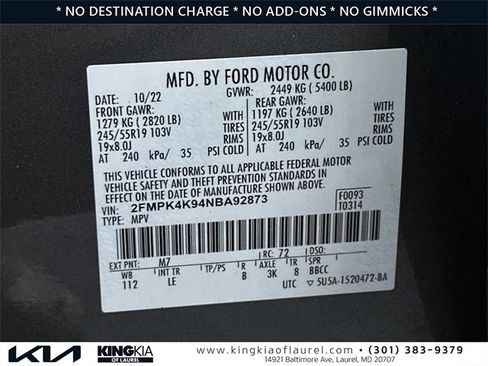 * NO DESTINATION CHARGE * NO ADD-ONS * NO GIMMICKS *
MFD. BY FORD MOTOR CO.
DATE: 10/22 GVWR: 2449 KG ( 5400 LB)
FRONT GAWR: REAR GAWR:
1279 KG ( 2820 LB) WITH 1197 KG ( 2640 LB) WITH
245/55R19 103V TIRES 245/55R19 103V TIRES
19x8.0J RIMS 19x8.0J RIMS
AT 240 kPa/ 35 PSI COLD AT 240 kPa/ 35 PSI COLD
THIS VEHICLE CONFORMS TO ALL APPLICABLE FEDERAL MOTOR
VEHICLE SAFETY AND THEFT PREVENTION STANDARDS IN
EFFECT ON THE DATE OF MANUFACTURE SHOWN ABOVE.
VIN: 2FMPK4K94NBA92873
TYPE: MPV
F0093
T0314
EXT PNT: M7 RC: 72 DSO:
WB INT TR TP/PS R AXLE TR SPR
112 LE B 3K 8 BBCC
UTC 5U5A-1520472-BA
KIA KING KIA OF LAUREL www.kingkiaoflaurel.com • (301) 383-9379
14921 Baltimore Ave, Laurel, MD 20707